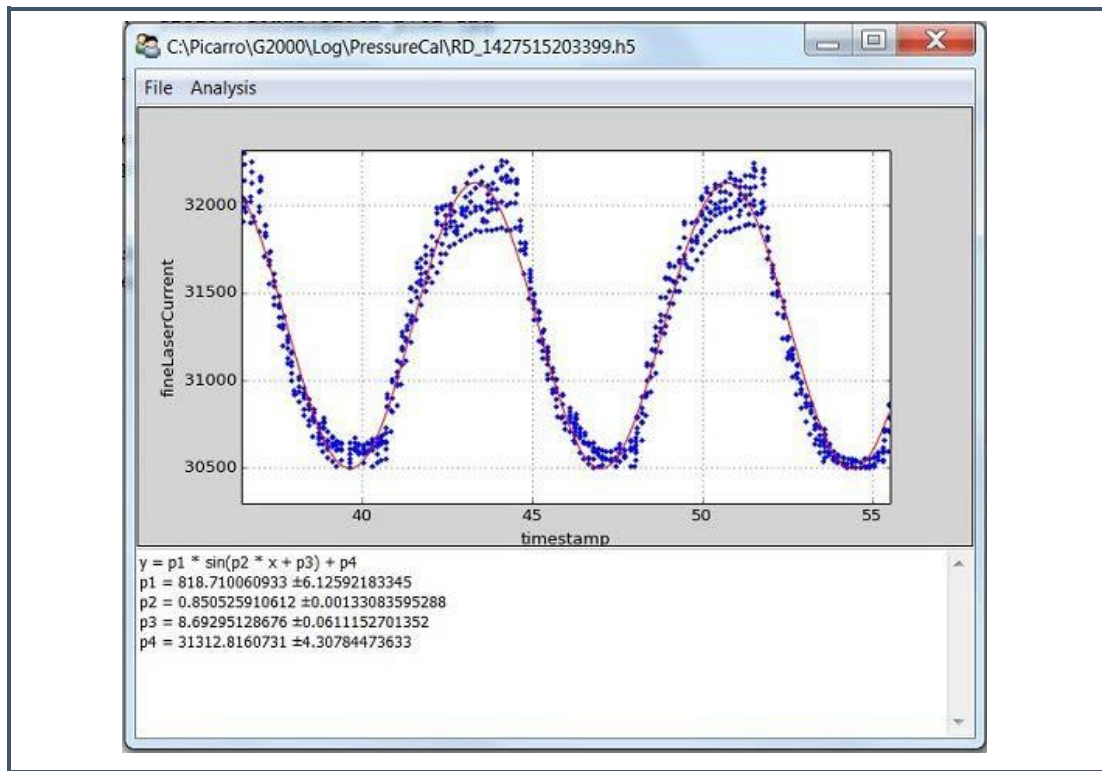 C:\Picarro\G2000\Log\PressureCal\RD_1427515203399.h5
File Analysis
32000
31500
31000
30500
fineLaserCurrent
40 45 50 55
timestamp
y = p1 * sin(p2 * x + p3) + p4
p1 = 818.710060933 ±6.12592183345
p2 = 0.850525910612 ±0.00133083595288
p3 = 8.69295128676 ±0.0611152701352
p4 = 31312.8160731 ±4.30784473633